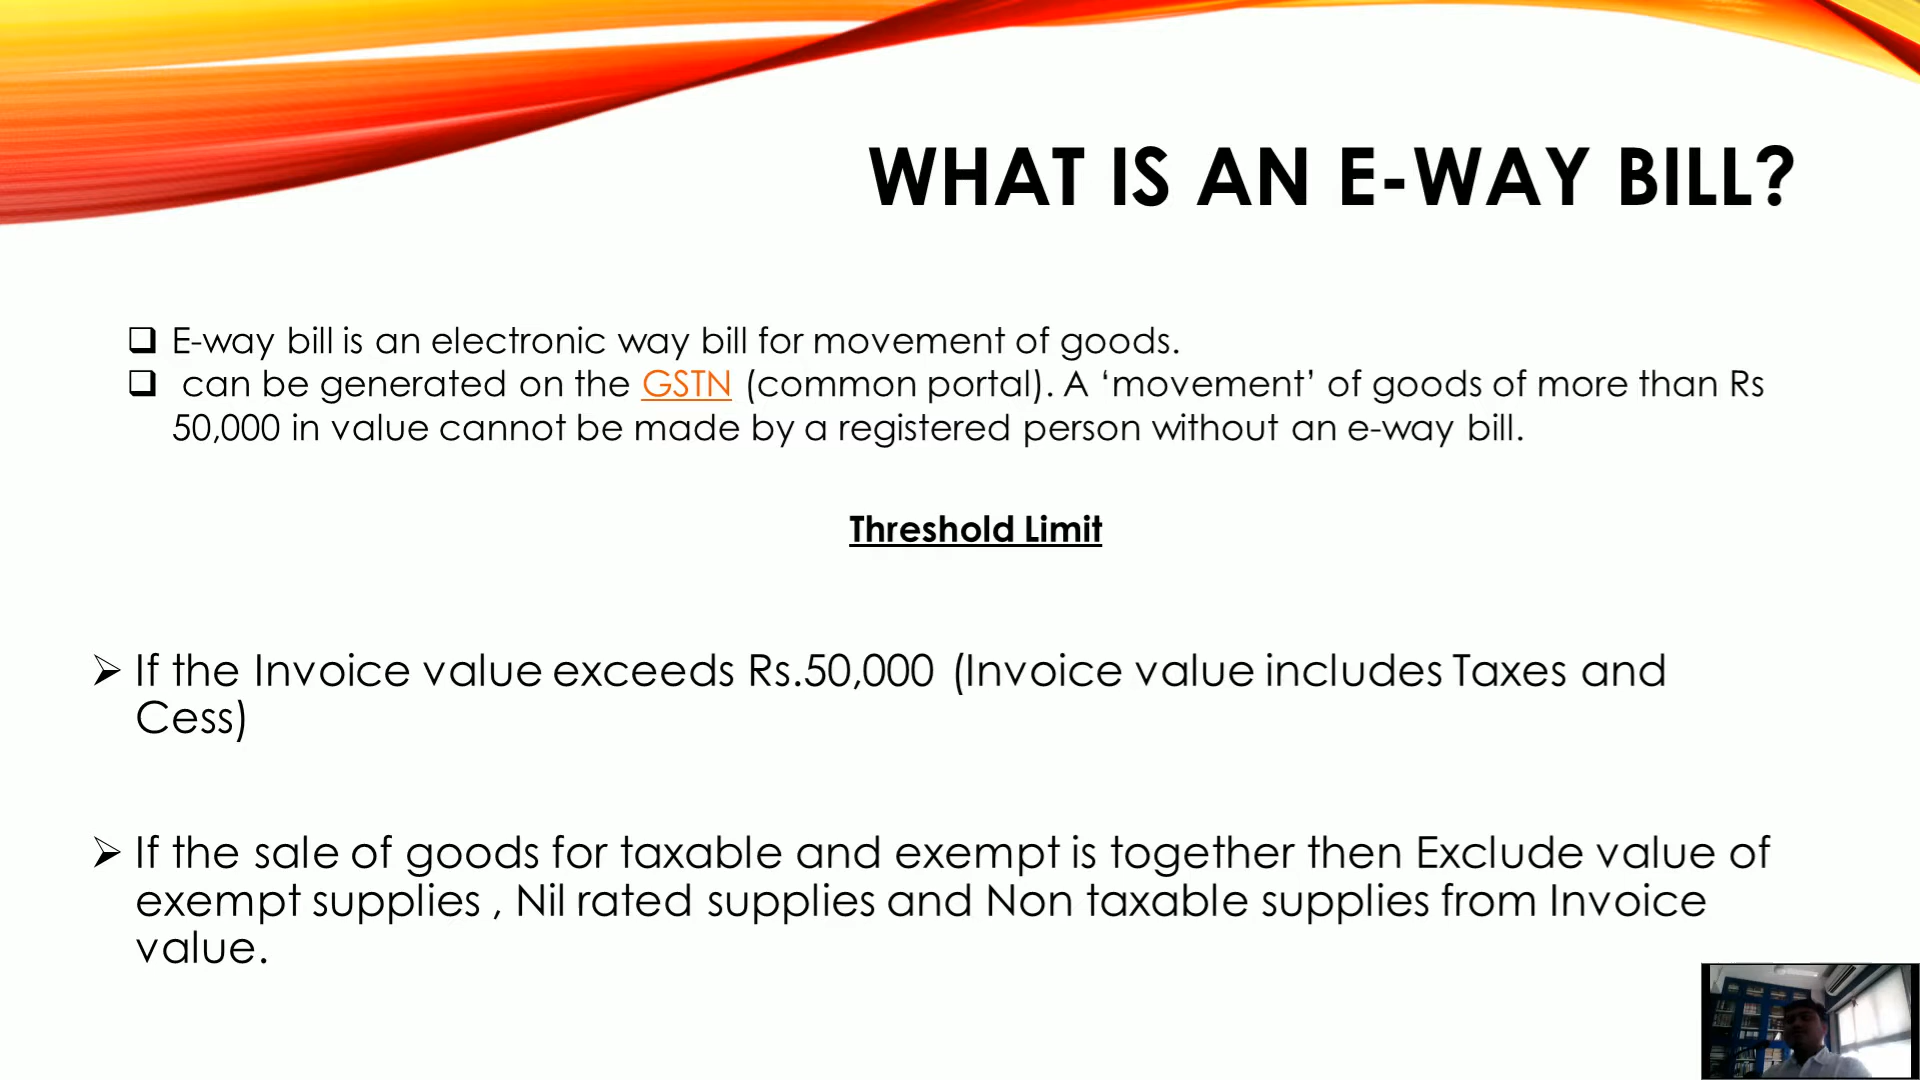 WHAT IS AN E-WAY BILL?
❑ E-way bill is an electronic way bill for movement of goods.
❑ can be generated on the GSTN (common portal). A ‘movement’ of goods of more than Rs
50,000 in value cannot be made by a registered person without an e-way bill.
Threshold Limit
➢ If the Invoice value exceeds Rs.50,000 (Invoice value includes Taxes and
Cess)
➢ If the sale of goods for taxable and exempt is together then Exclude value of
exempt supplies , Nil rated supplies and Non taxable supplies from Invoice
value.